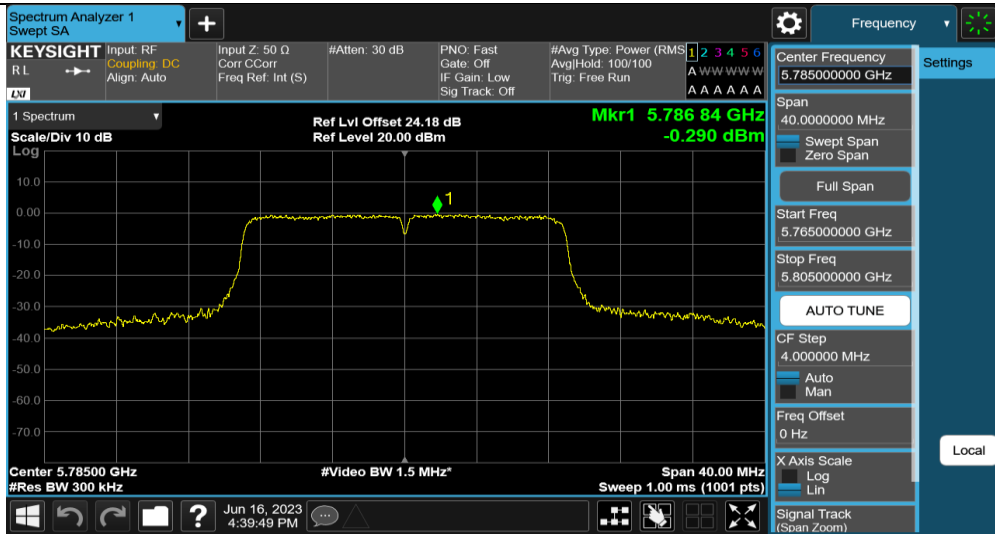 Spectrum Analyzer 1
Swept SA
Frequency
KEYSIGHT
R L
LXI
Input: RF
Coupling: DC
Align: Auto
Input Z: 50 Ω
Corr CCorr
Freq Ref: Int (S)
#Atten: 30 dB
PNO: Fast
Gate: Off
IF Gain: Low
Sig Track: Off
#Avg Type: Power (RMS
Avg|Hold: 100/100
Trig: Free Run
1 2 3 4 5 6
A W W W W W
A A A A A A
1 Spectrum
Scale/Div 10 dB
Log
Ref Lvl Offset 24.18 dB
Ref Level 20.00 dBm
Mkr1 5.786 84 GHz
-0.290 dBm
10.0
0.00
-10.0
-20.0
-30.0
-40.0
-50.0
-60.0
-70.0
1
Center 5.78500 GHz
#Res BW 300 kHz
#Video BW 1.5 MHz*
Span 40.00 MHz
Sweep 1.00 ms (1001 pts)
Center Frequency
5.785000000 GHz
Span
40.0000000 MHz
Swept Span
Zero Span
Full Span
Start Freq
5.765000000 GHz
Stop Freq
5.805000000 GHz
AUTO TUNE
CF Step
4.000000 MHz
Auto
Man
Freq Offset
0 Hz
X Axis Scale
Log
Lin
Signal Track
(Span Zoom)
Settings
Local
?
Jun 16, 2023
4:39:49 PM